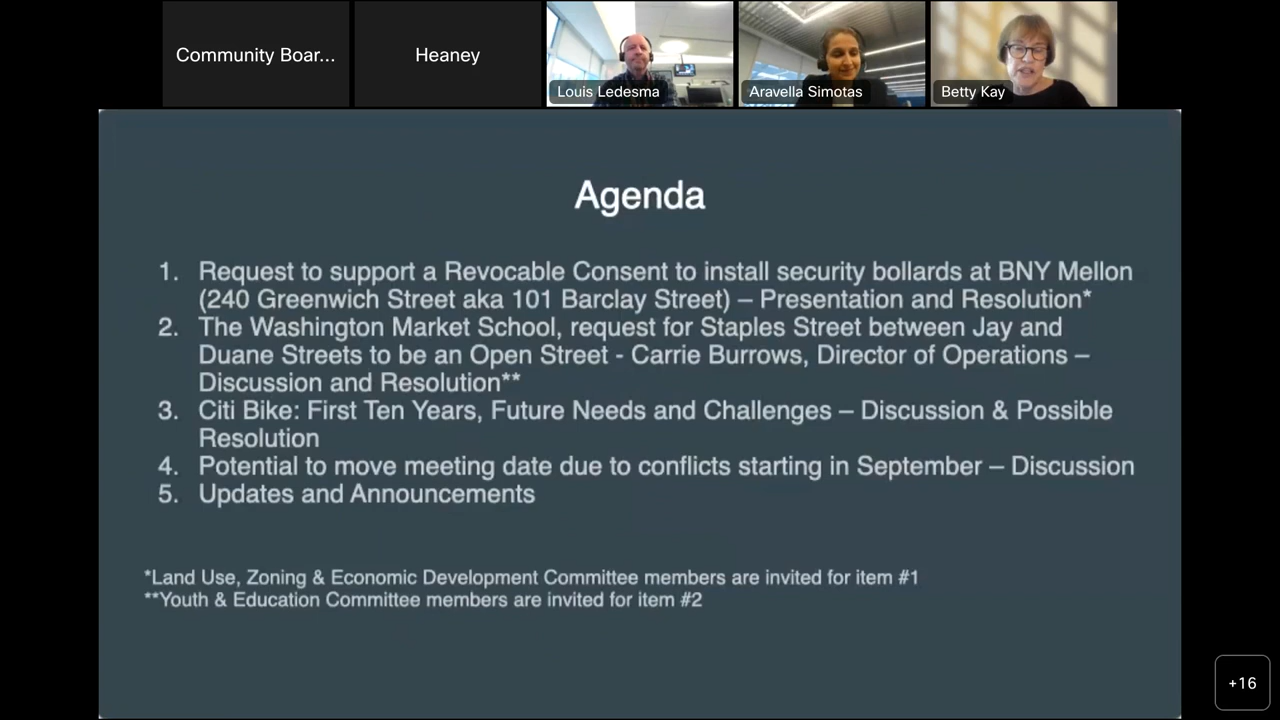 Community Boar...
Heaney
Louis Ledesma
Aravella Simotas
Betty Kay
Agenda
1. Request to support a Revocable Consent to install security bollards at BNY Mellon
(240 Greenwich Street aka 101 Barclay Street) – Presentation and Resolution*
2. The Washington Market School, request for Staples Street between Jay and
Duane Streets to be an Open Street - Carrie Burrows, Director of Operations –
Discussion and Resolution**
3. Citi Bike: First Ten Years, Future Needs and Challenges – Discussion & Possible
Resolution
4. Potential to move meeting date due to conflicts starting in September – Discussion
5. Updates and Announcements
*Land Use, Zoning & Economic Development Committee members are invited for item #1
**Youth & Education Committee members are invited for item #2
+16